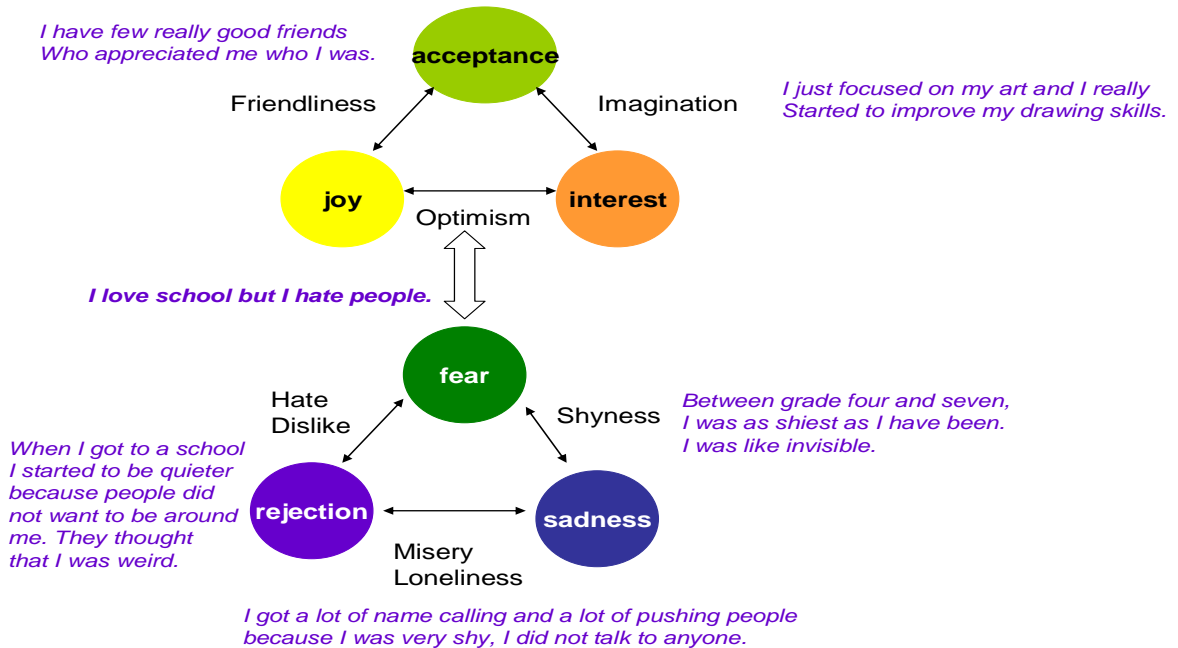 I have few really good friends
Who appreciated me who I was.
acceptance
Friendliness
Imagination
I just focused on my art and I really
Started to improve my drawing skills.
joy
interest
Optimism
I love school but I hate people.
fear
Hate
Dislike
Shyness
Between grade four and seven,
I was as shiest as I have been.
I was like invisible.
When I got to a school
I started to be quieter
because people did
not want to be around
me. They thought
that I was weird.
rejection
sadness
Misery
Loneliness
I got a lot of name calling and a lot of pushing people
because I was very shy, I did not talk to anyone.